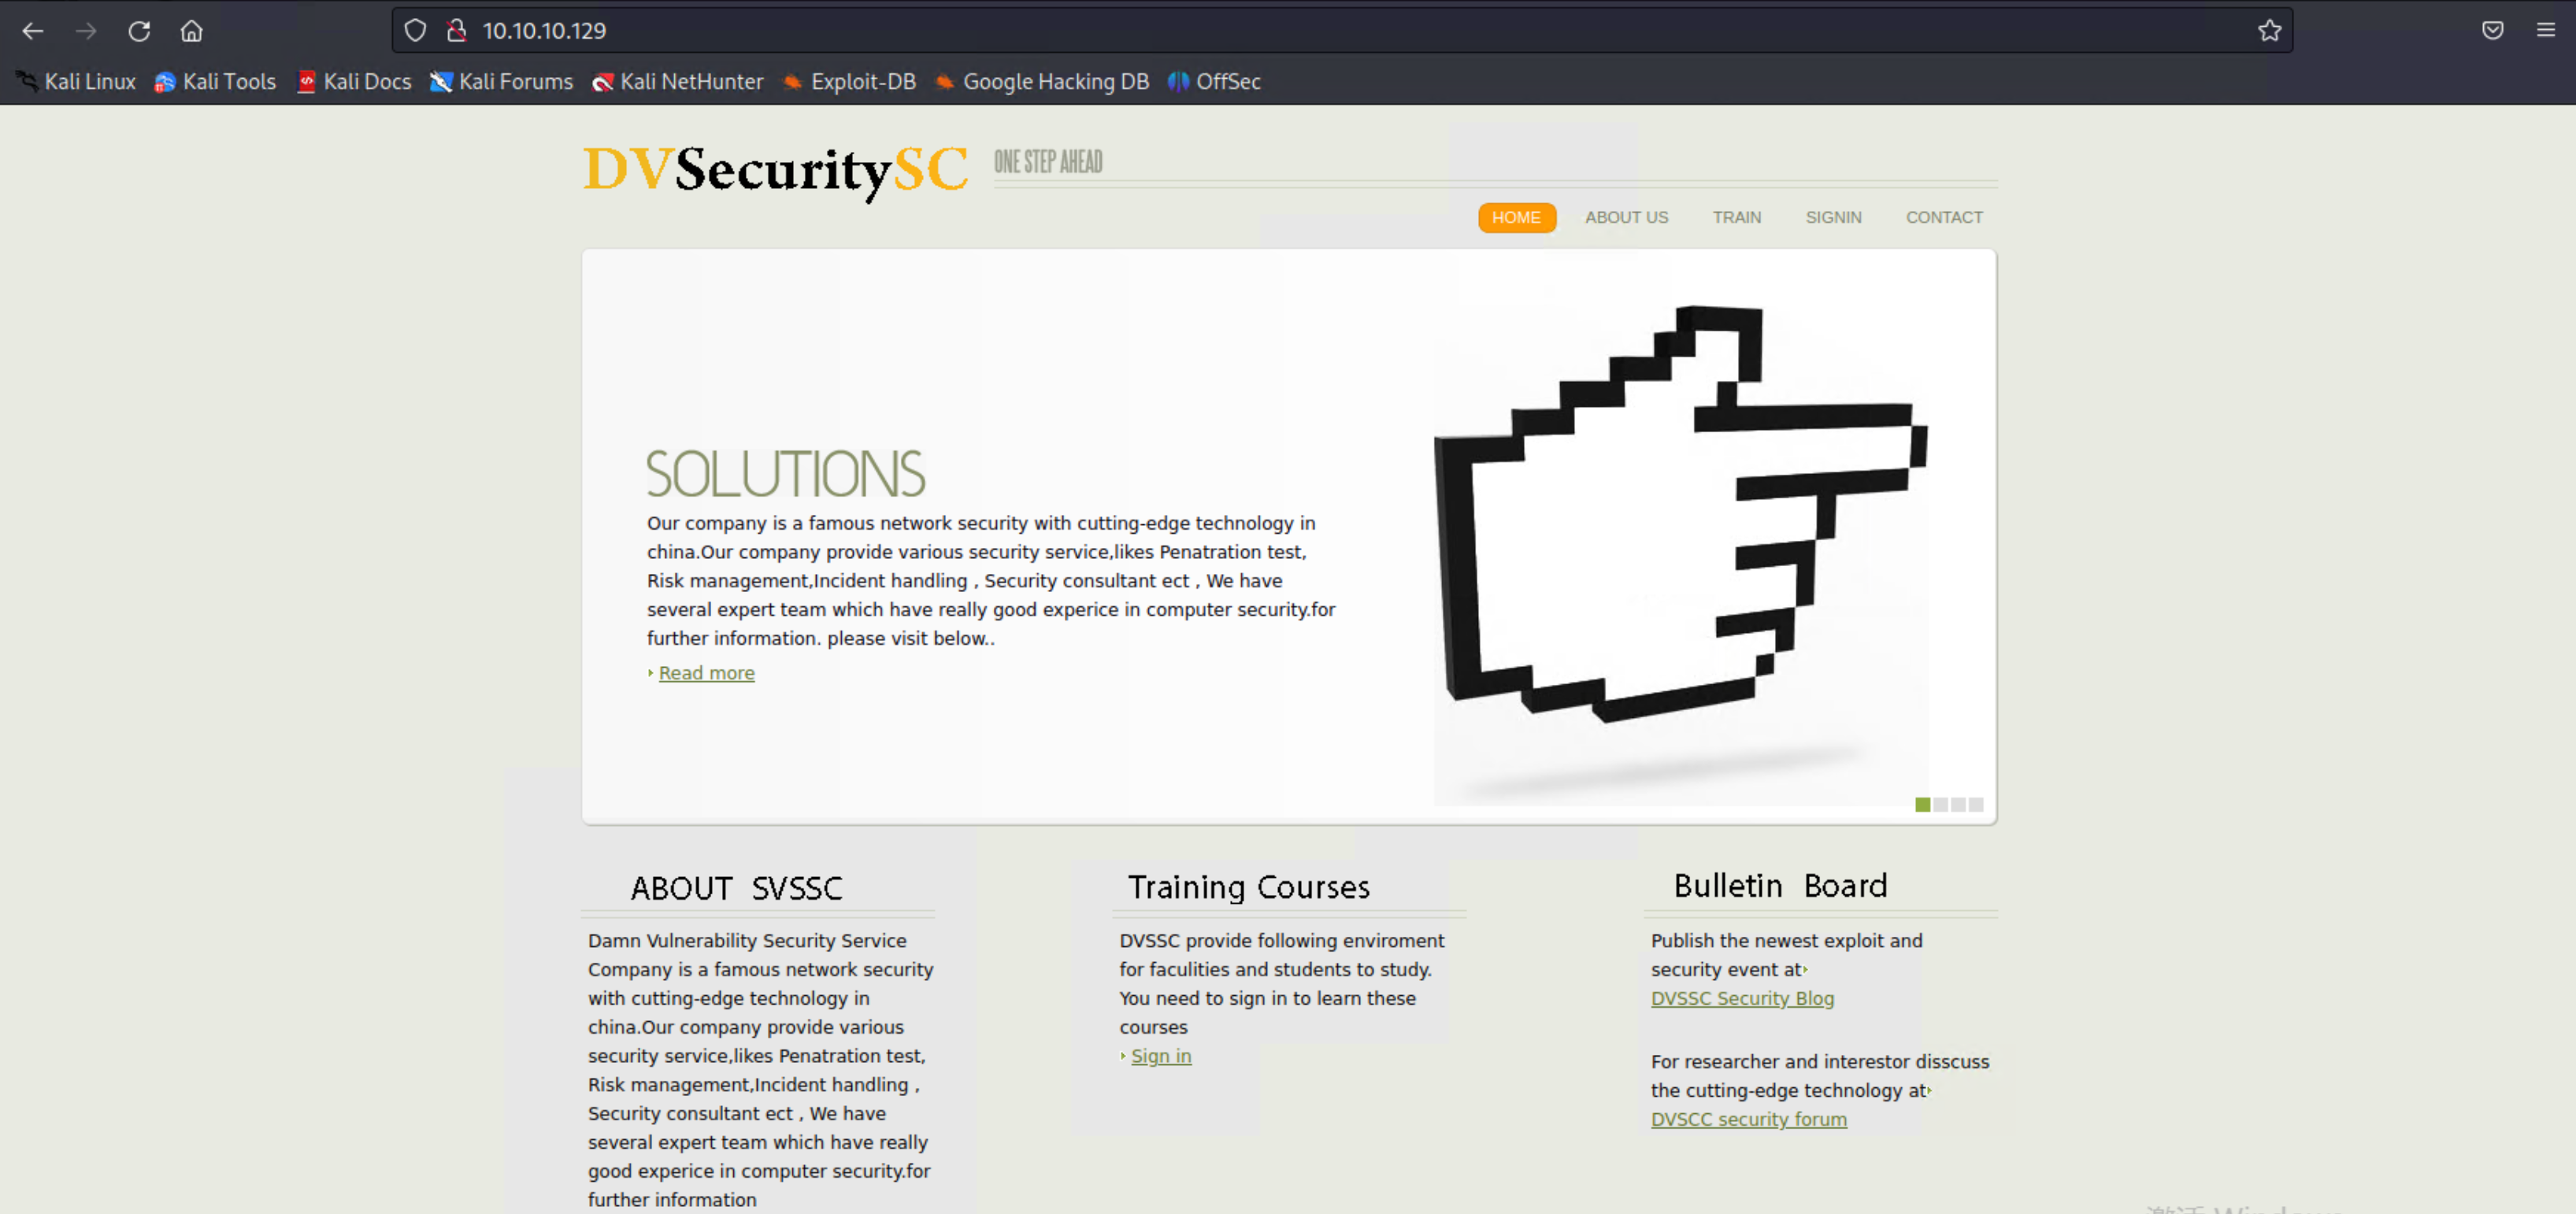 10.10.10.129
Kali Linux Kali Tools Kali Docs Kali Forums Kali NetHunter Exploit-DB Google Hacking DB OffSec
DVSecuritySC ONE STEP AHEAD
HOME ABOUT US TRAIN SIGNIN CONTACT
SOLUTIONS
Our company is a famous network security with cutting-edge technology in
china.Our company provide various security service,likes Penatration test,
Risk management,Incident handling , Security consultant ect , We have
several expert team which have really good experice in computer security.for
further information. please visit below..
Read more
ABOUT SVSSC
Damn Vulnerability Security Service
Company is a famous network security
with cutting-edge technology in
china.Our company provide various
security service,likes Penatration test,
Risk management,Incident handling ,
Security consultant ect , We have
several expert team which have really
good experice in computer security.for
further information
Training Courses
DVSSC provide following enviroment
for faculities and students to study.
You need to sign in to learn these
courses
Sign in
Bulletin Board
Publish the newest exploit and
security event at
DVSSC Security Blog
For researcher and interestor disscuss
the cutting-edge technology at
DVSCC security forum